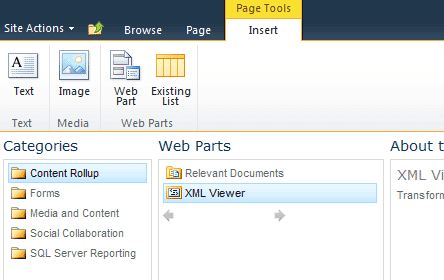 Page Tools
Site Actions Browse Page Insert
Text Image Web Part Existing List
Text Media Web Parts
Categories Web Parts About t
Content Rollup Relevant Documents XML Vie
Forms XML Viewer Transform
Media and Content
Social Collaboration
SQL Server Reporting